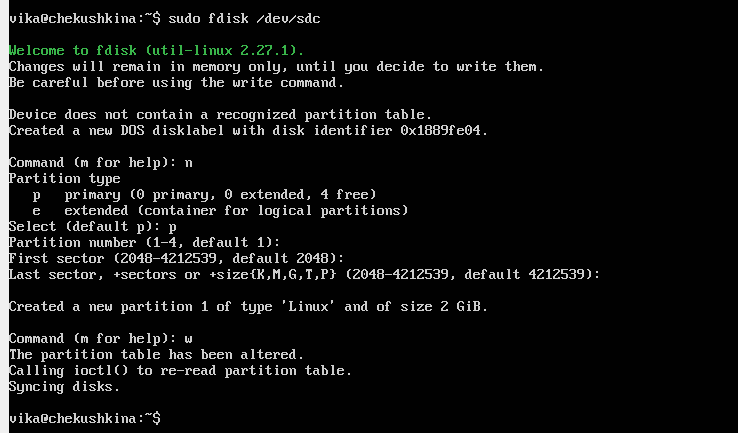 vika@chekushkina:~$ sudo fdisk /dev/sdc
Welcome to fdisk (util-linux 2.27.1).
Changes will remain in memory only, until you decide to write them.
Be careful before using the write command.
Device does not contain a recognized partition table.
Created a new DOS disklabel with disk identifier 0x1889fe04.
Command (m for help): n
Partition type
   p   primary (0 primary, 0 extended, 4 free)
   e   extended (container for logical partitions)
Select (default p): p
Partition number (1-4, default 1):
First sector (2048-4212539, default 2048):
Last sector, +sectors or +size{K,M,G,T,P} (2048-4212539, default 4212539):
Created a new partition 1 of type 'Linux' and of size 2 GiB.
Command (m for help): w
The partition table has been altered.
Calling ioctl() to re-read partition table.
Syncing disks.
vika@chekushkina:~$